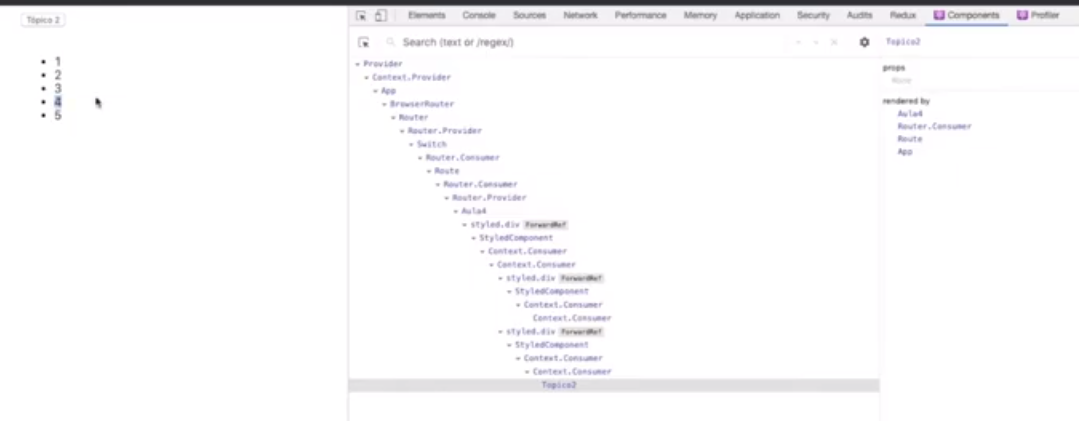 Tópico 2
1
2
3
4
5
Elements Console Sources Network Performance Memory Application Security Audits Redux Components Profiler
Search (text or /regex/)
Provider
Context.Provider
App
BrowserRouter
Router
Router.Provider
Switch
Router.Consumer
Route
Router.Consumer
Router.Provider
Aula4
styled.div ForwardRef
StyledComponent
Context.Consumer
Context.Consumer
styled.div ForwardRef
StyledComponent
Context.Consumer
Context.Consumer
styled.div ForwardRef
StyledComponent
Context.Consumer
Context.Consumer
Topico2
Topico2
props
None
rendered by
Aula4
Router.Consumer
Route
App